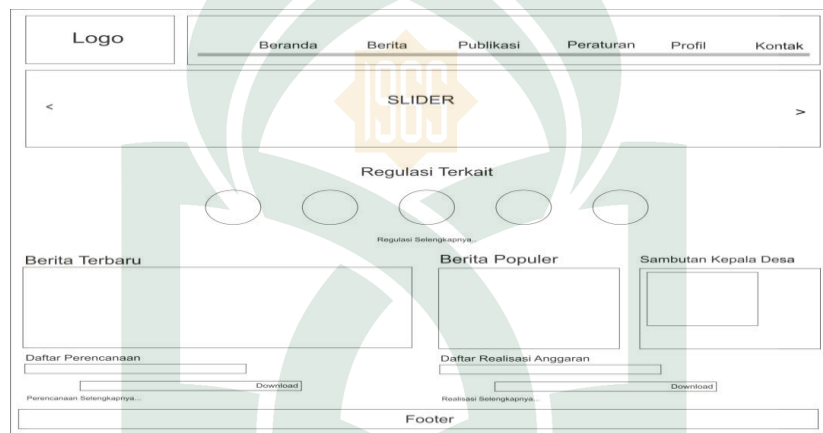 Logo
Beranda Berita Publikasi Peraturan Profil Kontak
< SLIDER >
1969
Regulasi Terkait
Regulasi Selengkapnya...
Berita Terbaru
Berita Populer
Sambutan Kepala Desa
Daftar Perencanaan
Download
Perencanaan Selengkapnya...
Daftar Realisasi Anggaran
Download
Realisasi Selengkapnya...
Footer